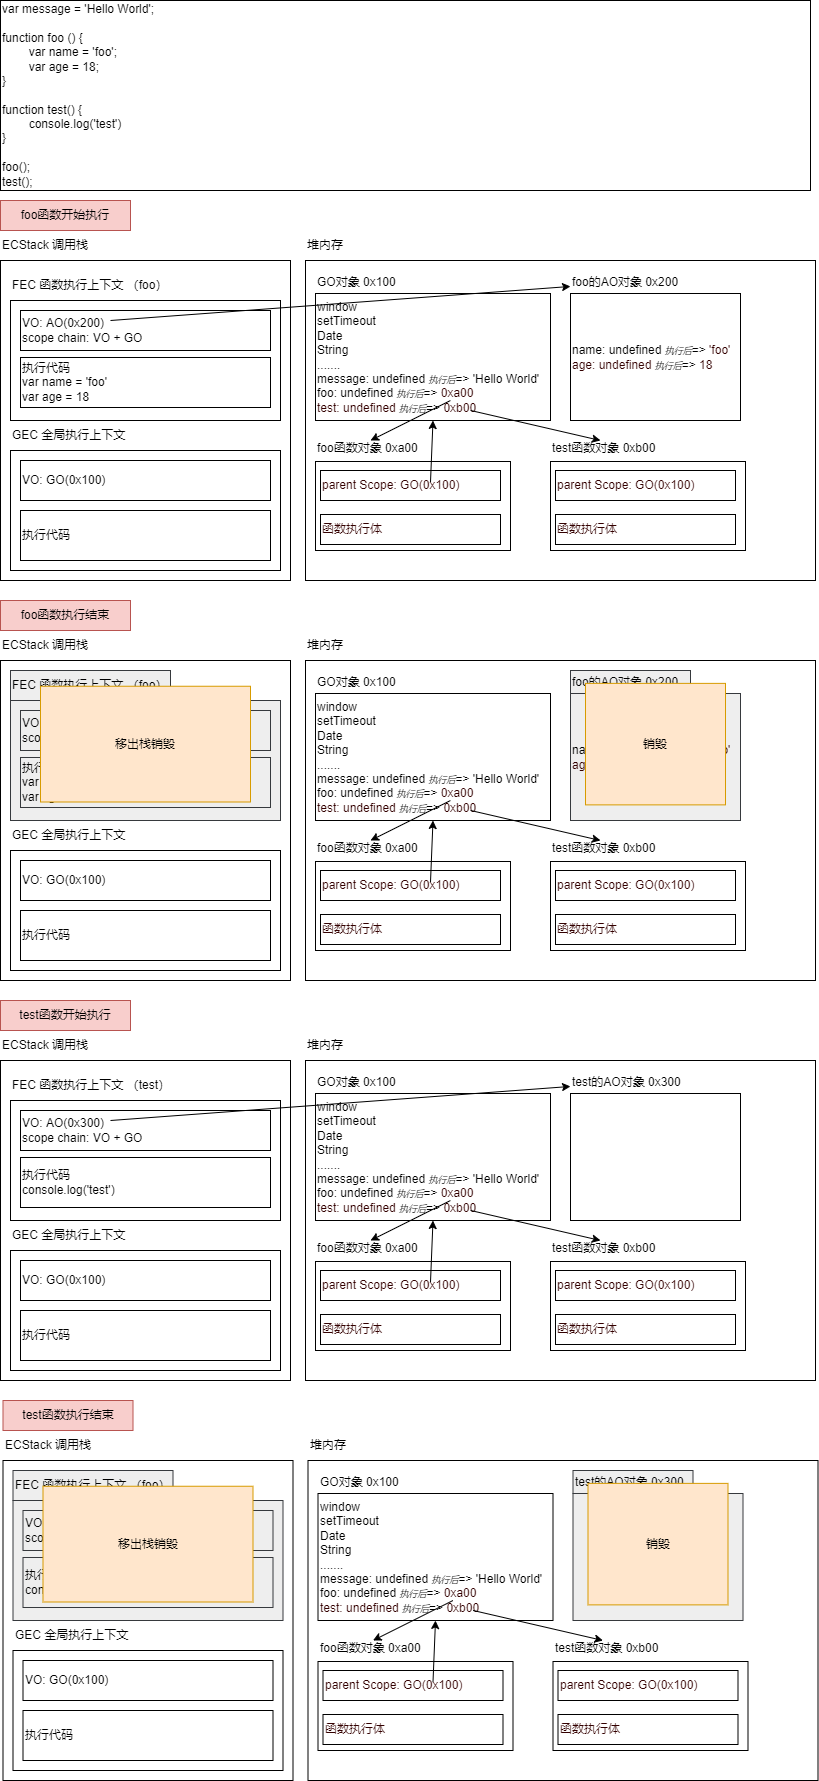 var message = 'Hello World';
function foo () {
var name = 'foo';
var age = 18;
}
function test() {
console.log('test')
}
foo();
test();
foo函数开始执行
ECStack 调用栈
堆内存
FEC 函数执行上下文 （foo）
VO: AO(0x200)
scope chain: VO + GO
执行代码
var name = 'foo'
var age = 18
GEC 全局执行上下文
VO: GO(0x100)
执行代码
GO对象 0x100
window
setTimeout
Date
String
.......
message: undefined 执行后=> 'Hello World'
foo: undefined 执行后=> 0xa00
test: undefined 执行后=> 0xb00
foo的AO对象 0x200
name: undefined 执行后=> 'foo'
age: undefined 执行后=> 18
foo函数对象 0xa00
parent Scope: GO(0x100)
函数执行体
test函数对象 0xb00
parent Scope: GO(0x100)
函数执行体
foo函数执行结束
ECStack 调用栈
堆内存
FEC 函数执行上下文 （foo）
VO
sco
移出栈销毁
执行
var
var
GEC 全局执行上下文
VO: GO(0x100)
执行代码
GO对象 0x100
window
setTimeout
Date
String
.......
message: undefined 执行后=> 'Hello World'
foo: undefined 执行后=> 0xa00
test: undefined 执行后=> 0xb00
foo的AO对象 0x200
销毁
foo函数对象 0xa00
parent Scope: GO(0x100)
函数执行体
test函数对象 0xb00
parent Scope: GO(0x100)
函数执行体
test函数开始执行
ECStack 调用栈
堆内存
FEC 函数执行上下文 （test）
VO: AO(0x300)
scope chain: VO + GO
执行代码
console.log('test')
GEC 全局执行上下文
VO: GO(0x100)
执行代码
GO对象 0x100
window
setTimeout
Date
String
.......
message: undefined 执行后=> 'Hello World'
foo: undefined 执行后=> 0xa00
test: undefined 执行后=> 0xb00
test的AO对象 0x300
foo函数对象 0xa00
parent Scope: GO(0x100)
函数执行体
test函数对象 0xb00
parent Scope: GO(0x100)
函数执行体
test函数执行结束
ECStack 调用栈
堆内存
FEC 函数执行上下文 （foo）
VO
sco
移出栈销毁
执行
con
GEC 全局执行上下文
VO: GO(0x100)
执行代码
GO对象 0x100
window
setTimeout
Date
String
.......
message: undefined 执行后=> 'Hello World'
foo: undefined 执行后=> 0xa00
test: undefined 执行后=> 0xb00
test的AO对象 0x300
销毁
foo函数对象 0xa00
parent Scope: GO(0x100)
函数执行体
test函数对象 0xb00
parent Scope: GO(0x100)
函数执行体